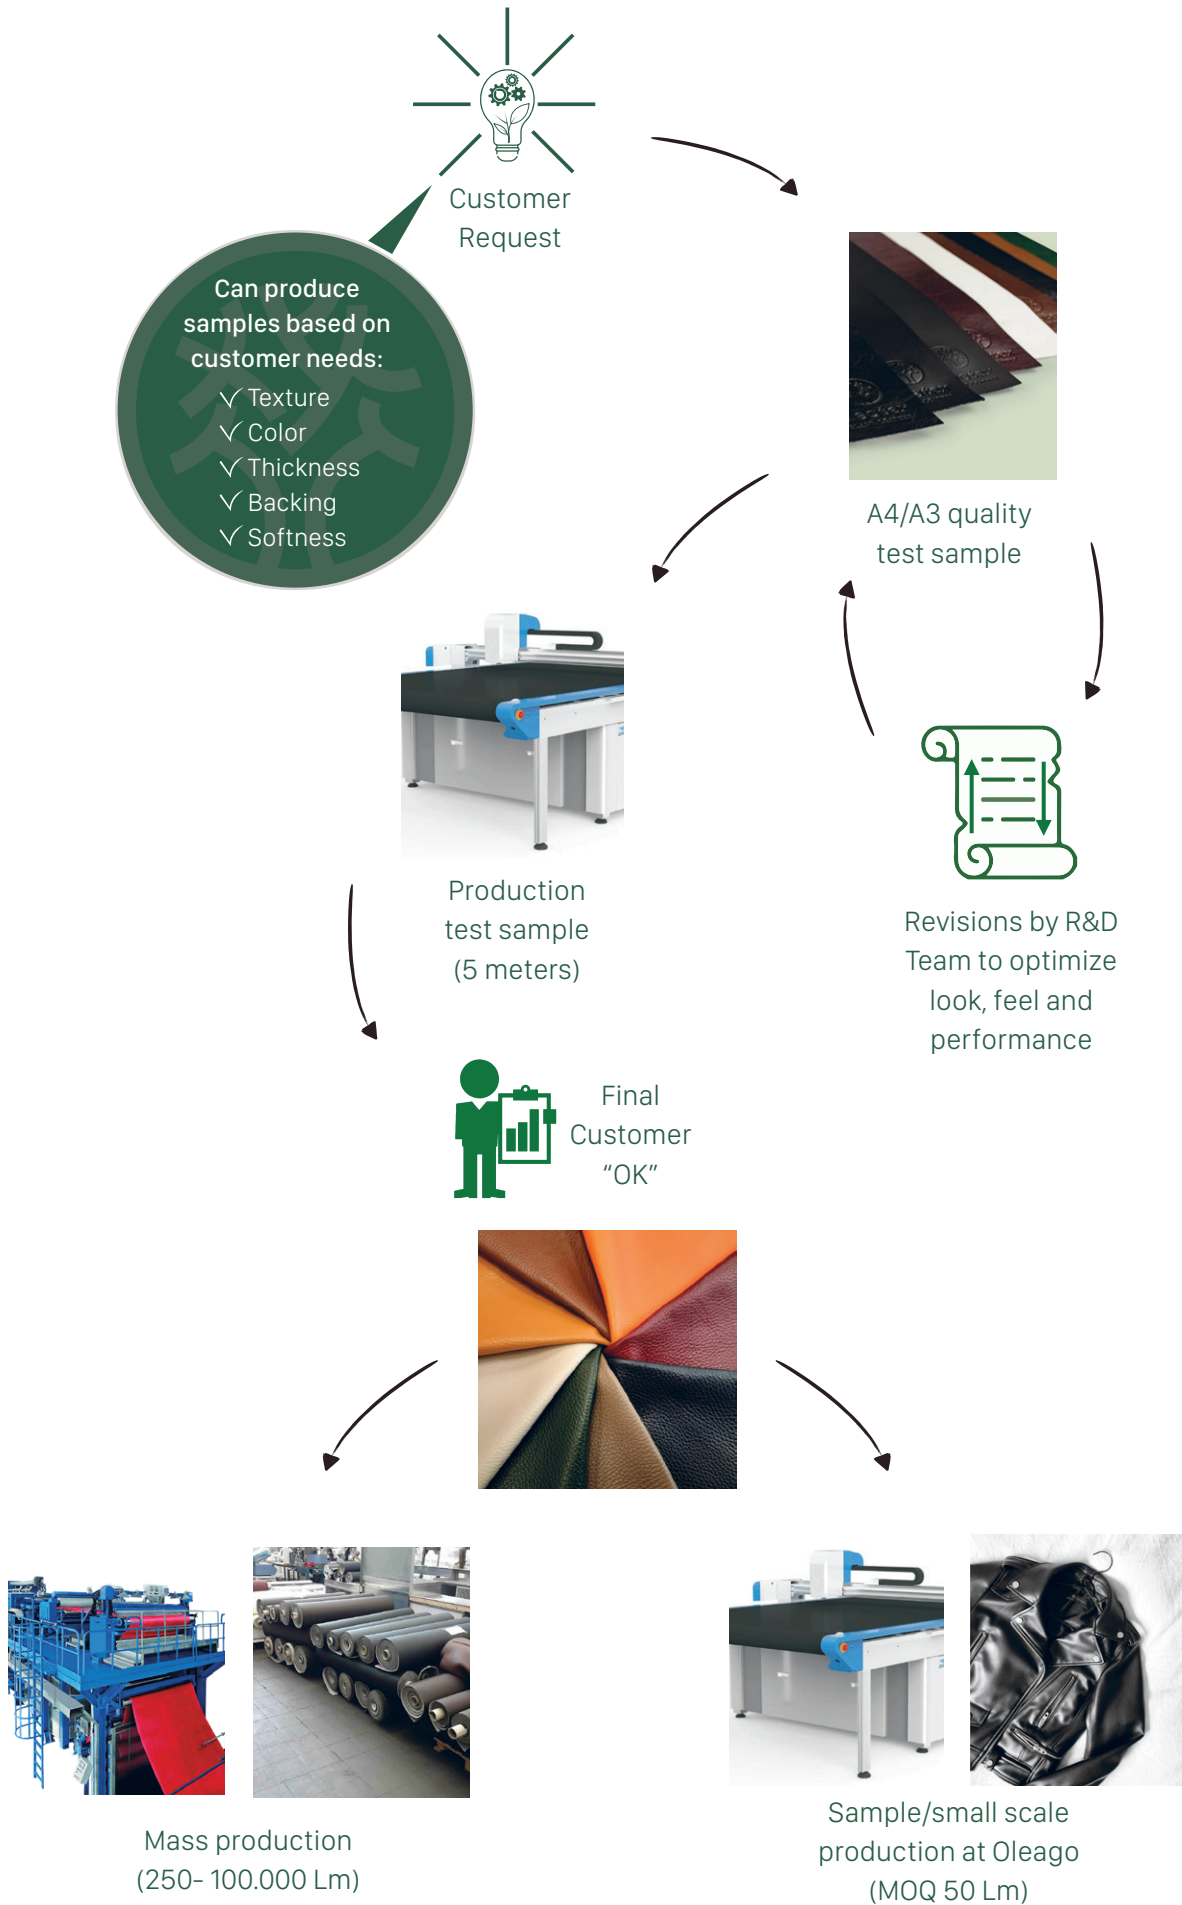 Customer
Request
Can produce
samples based on
customer needs:
Texture
Color
Thickness
Backing
Softness
A4/A3 quality
test sample
Production
test sample
(5 meters)
Revisions by R&D
Team to optimize
look, feel and
performance
Final
Customer
“OK”
Mass production
(250- 100.000 Lm)
Sample/small scale
production at Oleago
(MOQ 50 Lm)